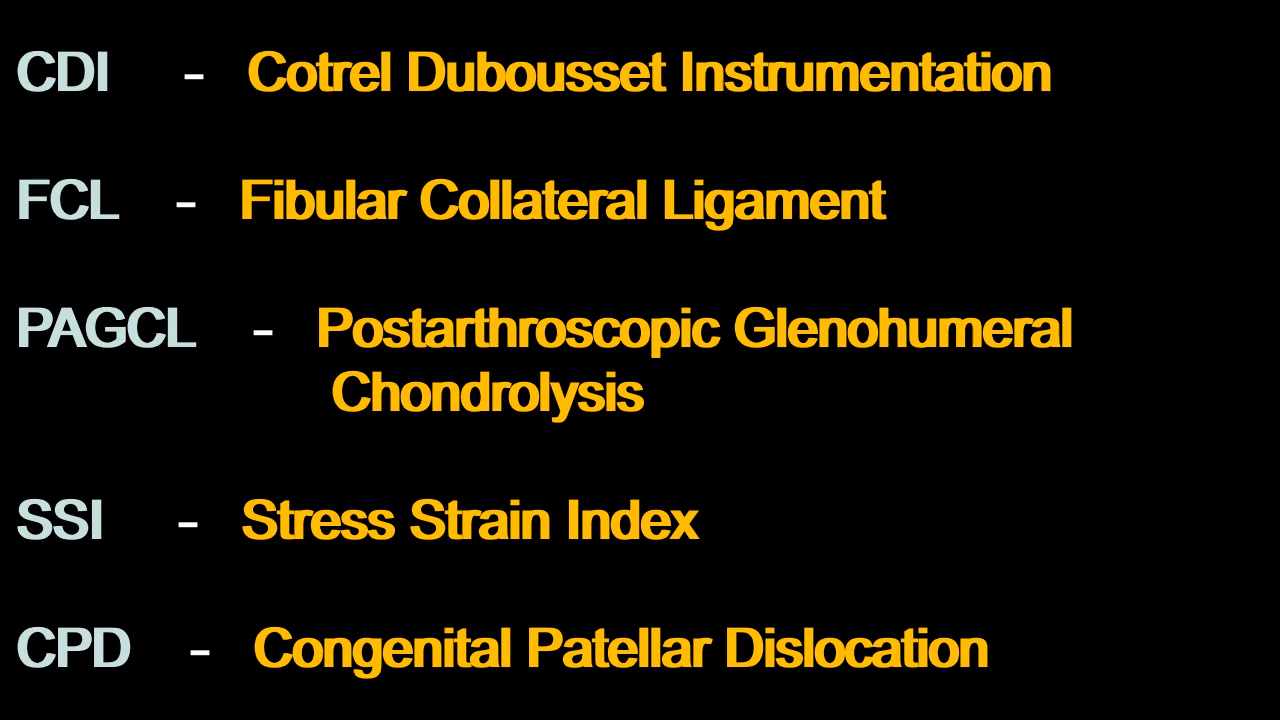 CDI - Cotrel Dubousset Instrumentation
FCL - Fibular Collateral Ligament
PAGCL - Postarthroscopic Glenohumeral
Chondrolysis
SSI - Stress Strain Index
CPD - Congenital Patellar Dislocation